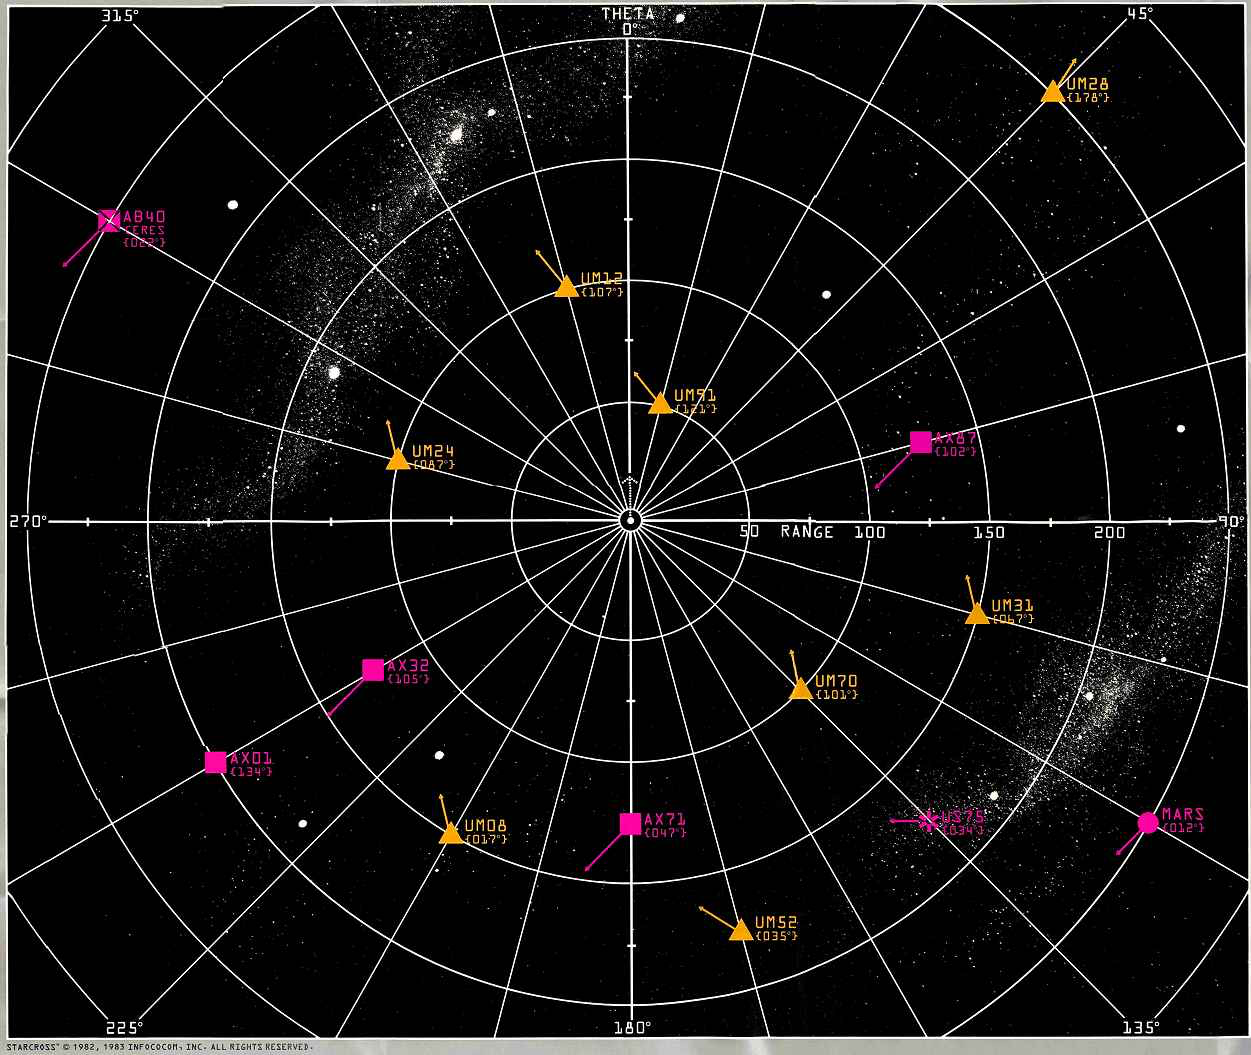 315°
THETA
0°
45°
UM28
{178°}
AB40
CERES
{022°}
UM12
{107°}
UM91
{121°}
UM24
{087°}
AX87
{102°}
270°
50 RANGE 100 150 200 90°
UM31
{067°}
AX32
{105°}
UM70
{101°}
AX01
{134°}
UM08
{017°}
AX71
{047°}
US75
{034°}
MARS
{012°}
UM52
{035°}
225°
180°
135°
STARCROSS™ © 1982, 1983 INFOCOCOM, INC. ALL RIGHTS RESERVED.